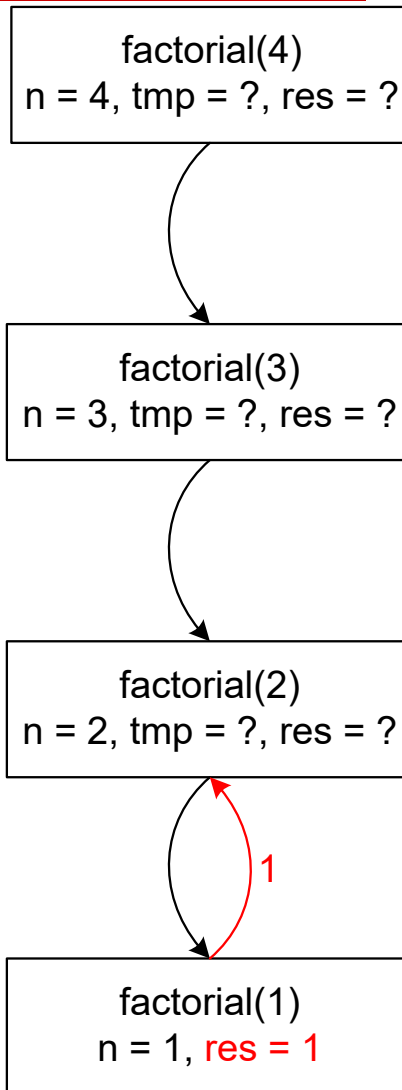 factorial(4)
n = 4, tmp = ?, res = ?
factorial(3)
n = 3, tmp = ?, res = ?
factorial(2)
n = 2, tmp = ?, res = ?
1
factorial(1)
n = 1, res = 1